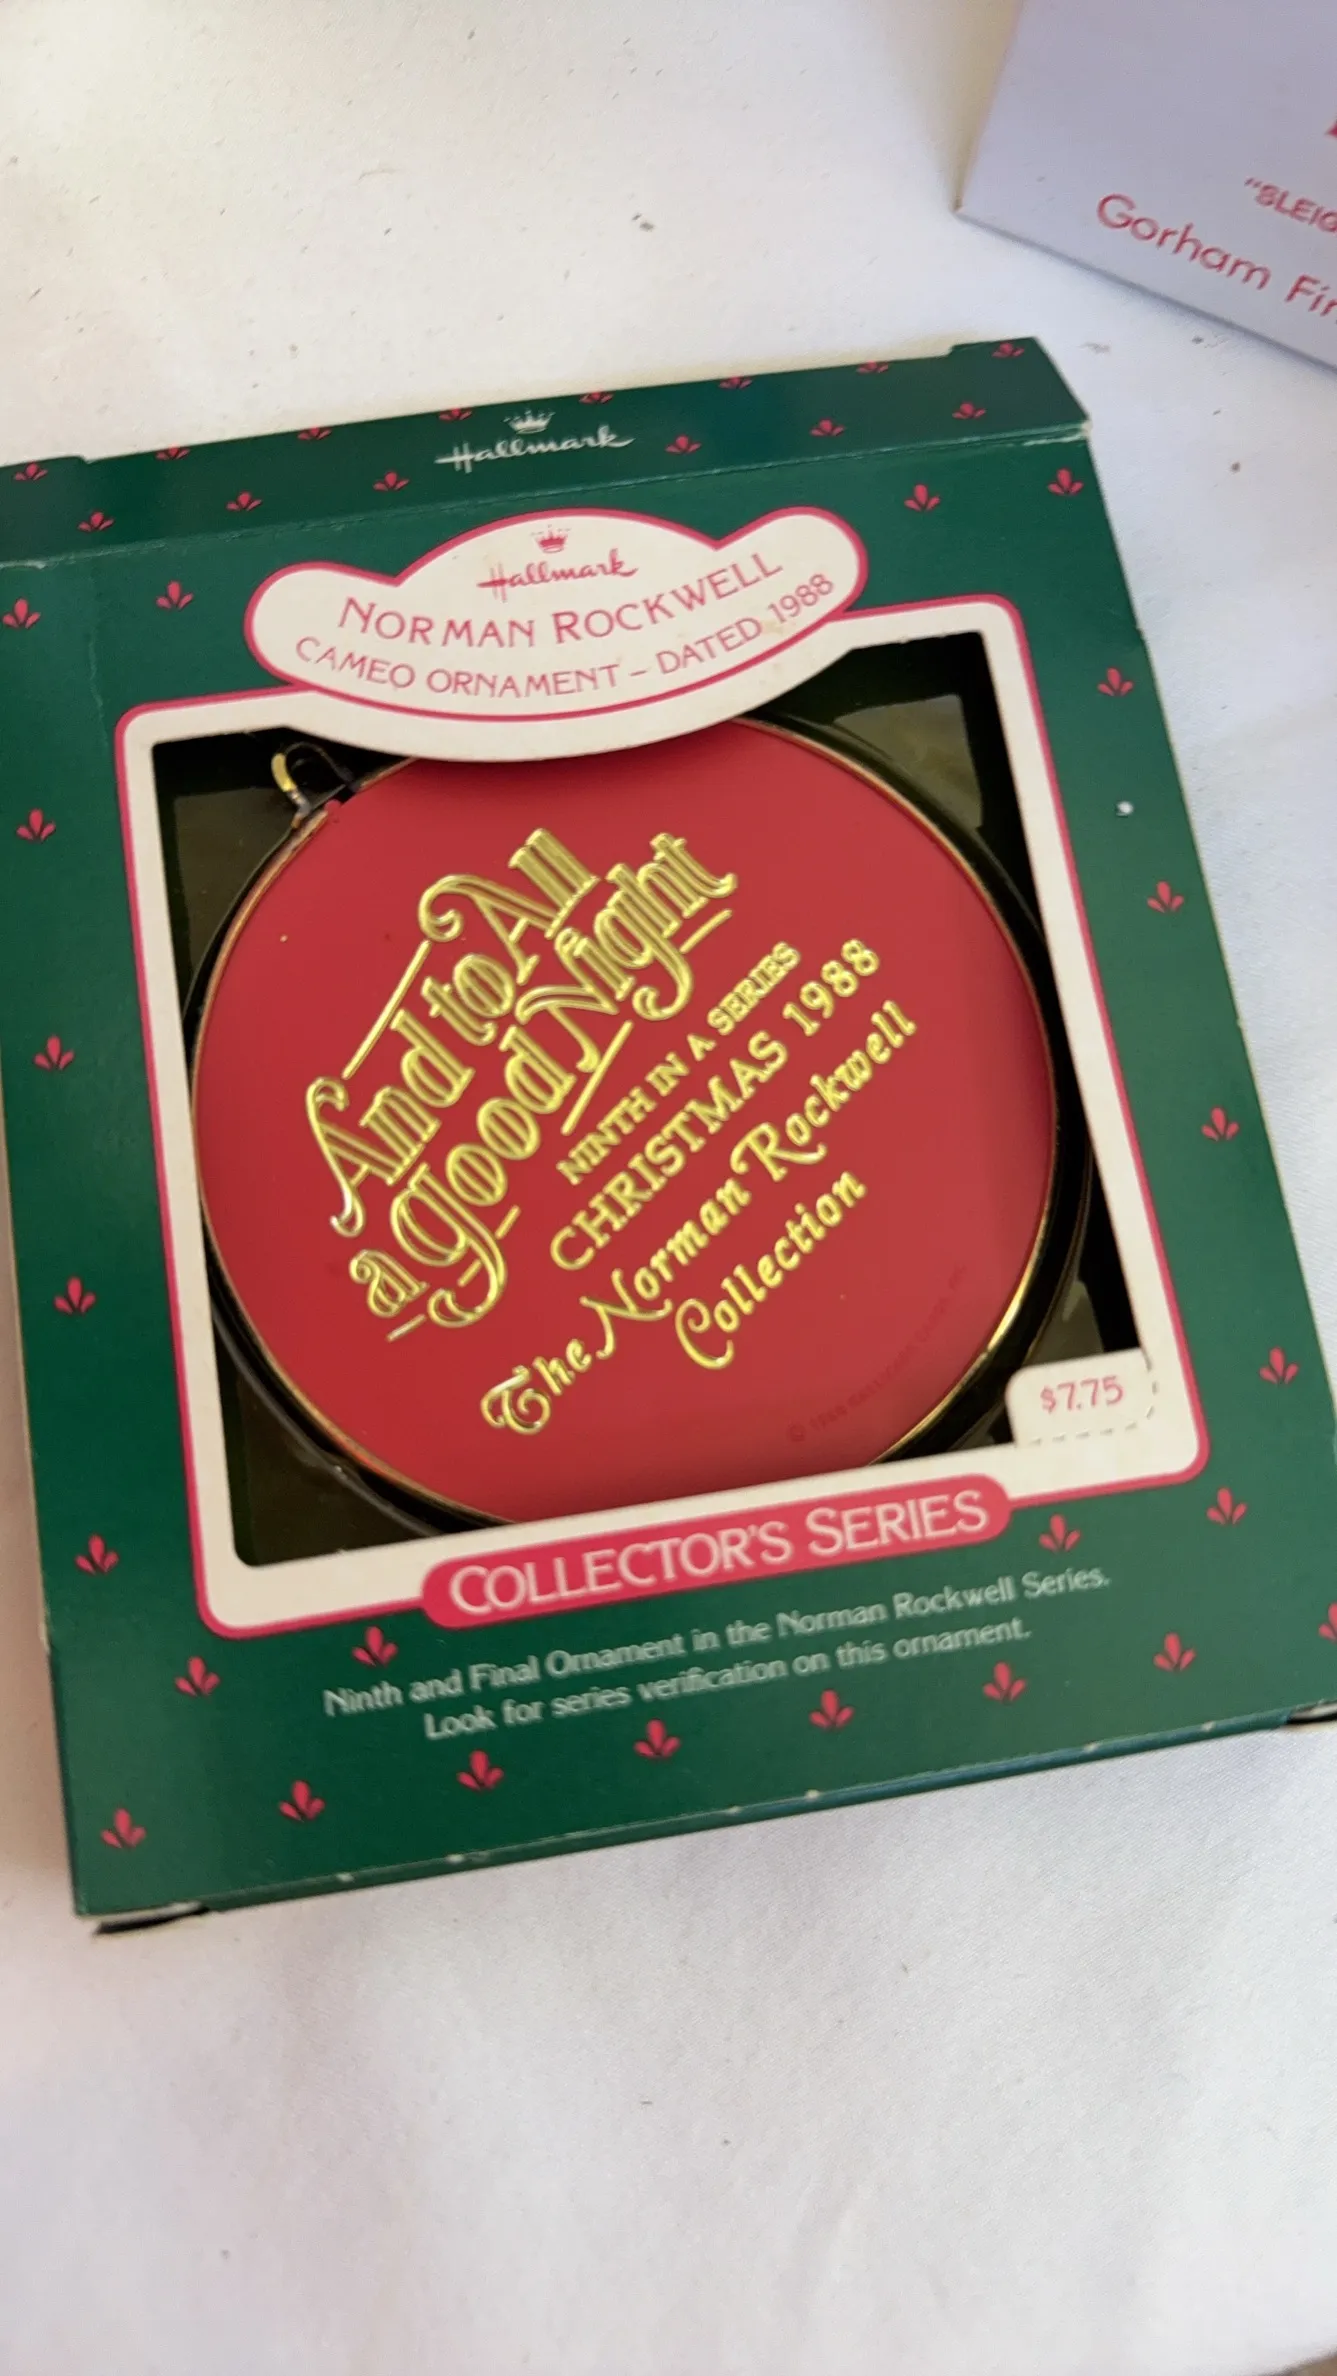 "SLEIG
Gorham Fin
Hallmark
Hallmark
NORMAN ROCKWELL
CAMEO ORNAMENT – DATED 1988
And to All
a Good Night
NINTH IN A SERIES
CHRISTMAS 1988
The Norman Rockwell
Collection
$7.75
COLLECTOR'S SERIES
Ninth and Final Ornament in the Norman Rockwell Series.
Look for series verification on this ornament.